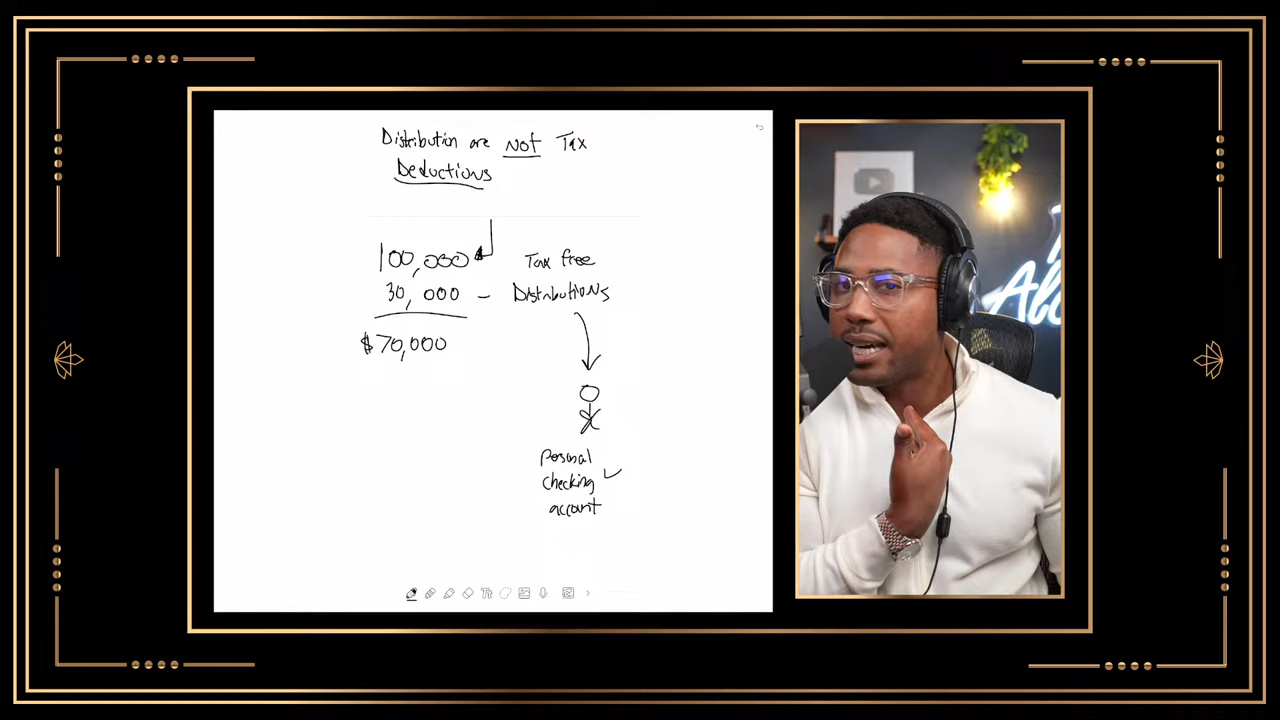 Distribution are not Tax
Deductions
100,000
Tax free
30,000 - Distributions
$70,000
Personal
checking
account